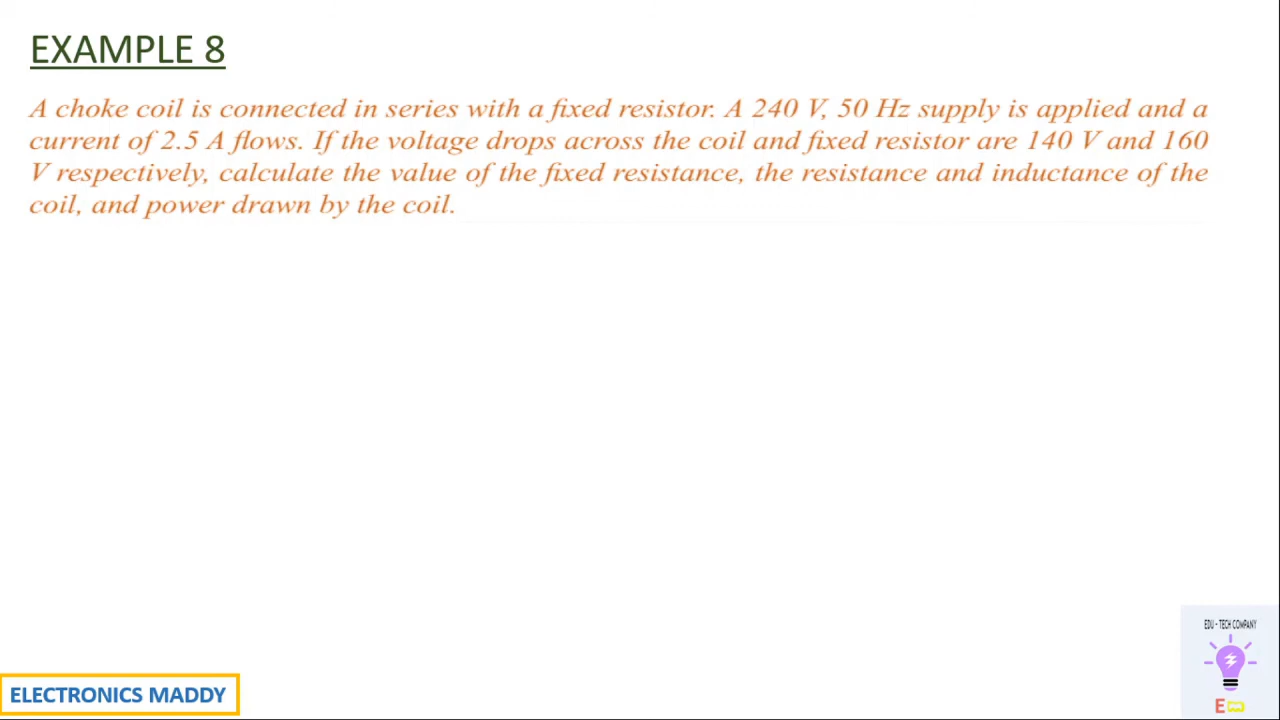 EXAMPLE 8
A choke coil is connected in series with a fixed resistor. A 240 V, 50 Hz supply is applied and a
current of 2.5 A flows. If the voltage drops across the coil and fixed resistor are 140 V and 160
V respectively, calculate the value of the fixed resistance, the resistance and inductance of the
coil, and power drawn by the coil.
EDU - TECH COMPANY
E
ELECTRONICS MADDY